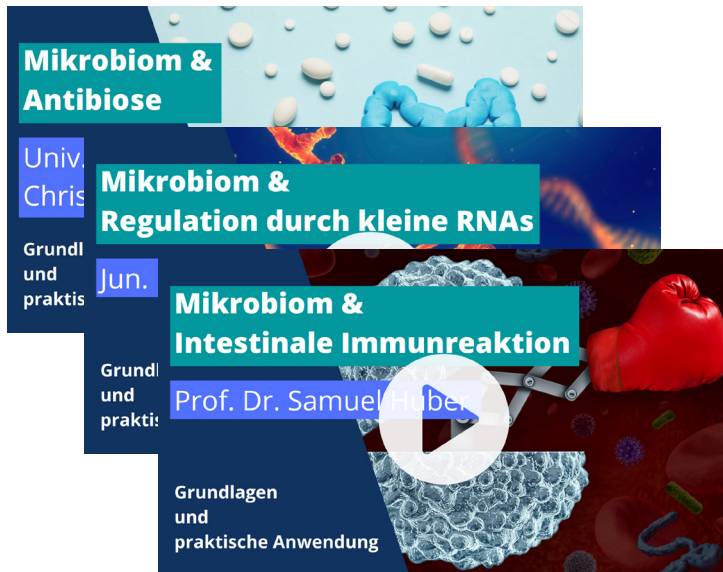 Mikrobiom &
Antibiose
Univ.
Grundl
und
praktis
Mikrobiom &
Regulation durch kleine RNAs
Jun.
Grundl
und
praktis
Mikrobiom &
Intestinale Immunreaktion
Prof. Dr. Samuel Huber
Grundlagen
und
praktische Anwendung